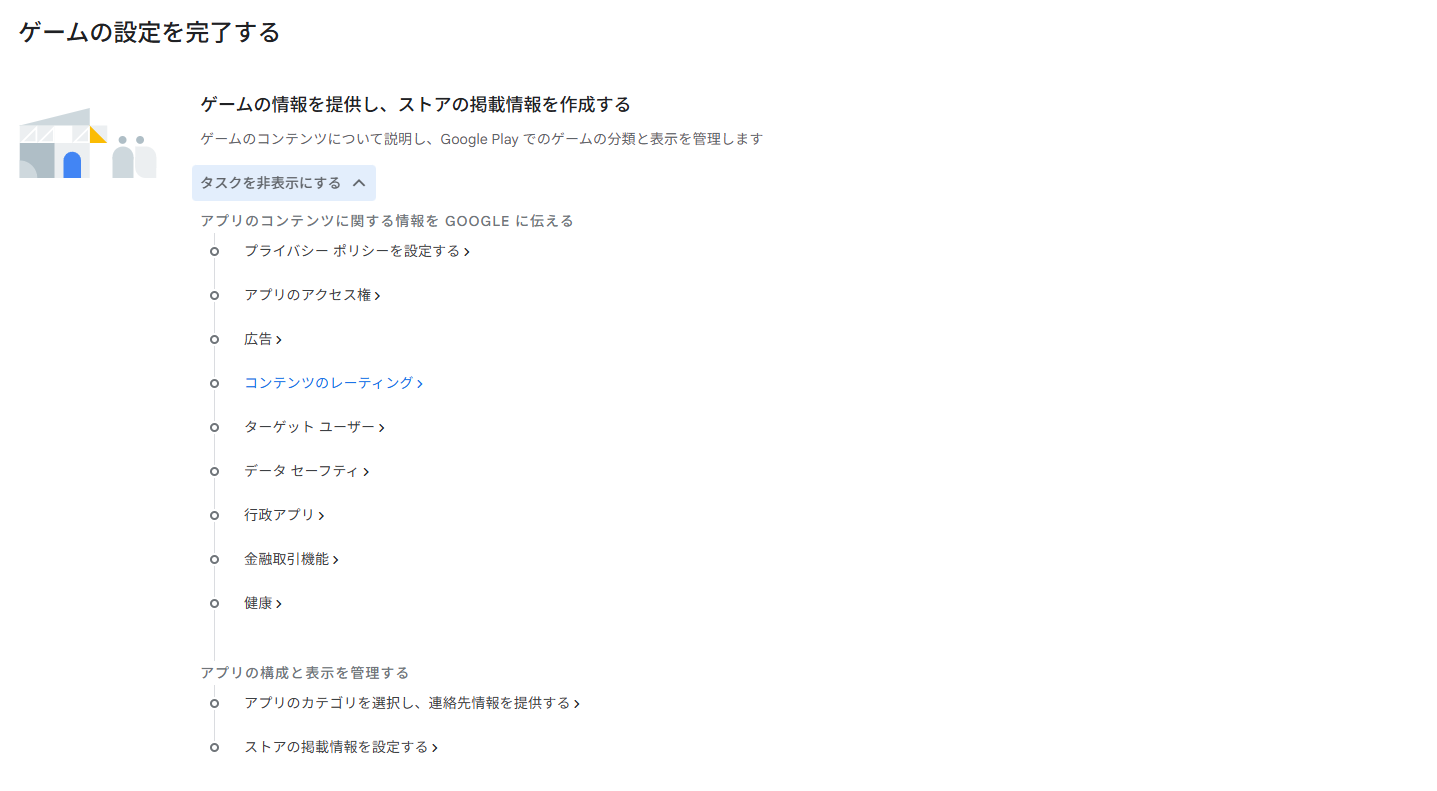 ゲームの設定を完了する
ゲームの情報を提供し、ストアの掲載情報を作成する
ゲームのコンテンツについて説明し、Google Play でのゲームの分類と表示を管理します
タスクを非表示にする
アプリのコンテンツに関する情報を GOOGLE に伝える
プライバシー ポリシーを設定する
アプリのアクセス権
広告
コンテンツのレーティング
ターゲット ユーザー
データ セーフティ
行政アプリ
金融取引機能
健康
アプリの構成と表示を管理する
アプリのカテゴリを選択し、連絡先情報を提供する
ストアの掲載情報を設定する